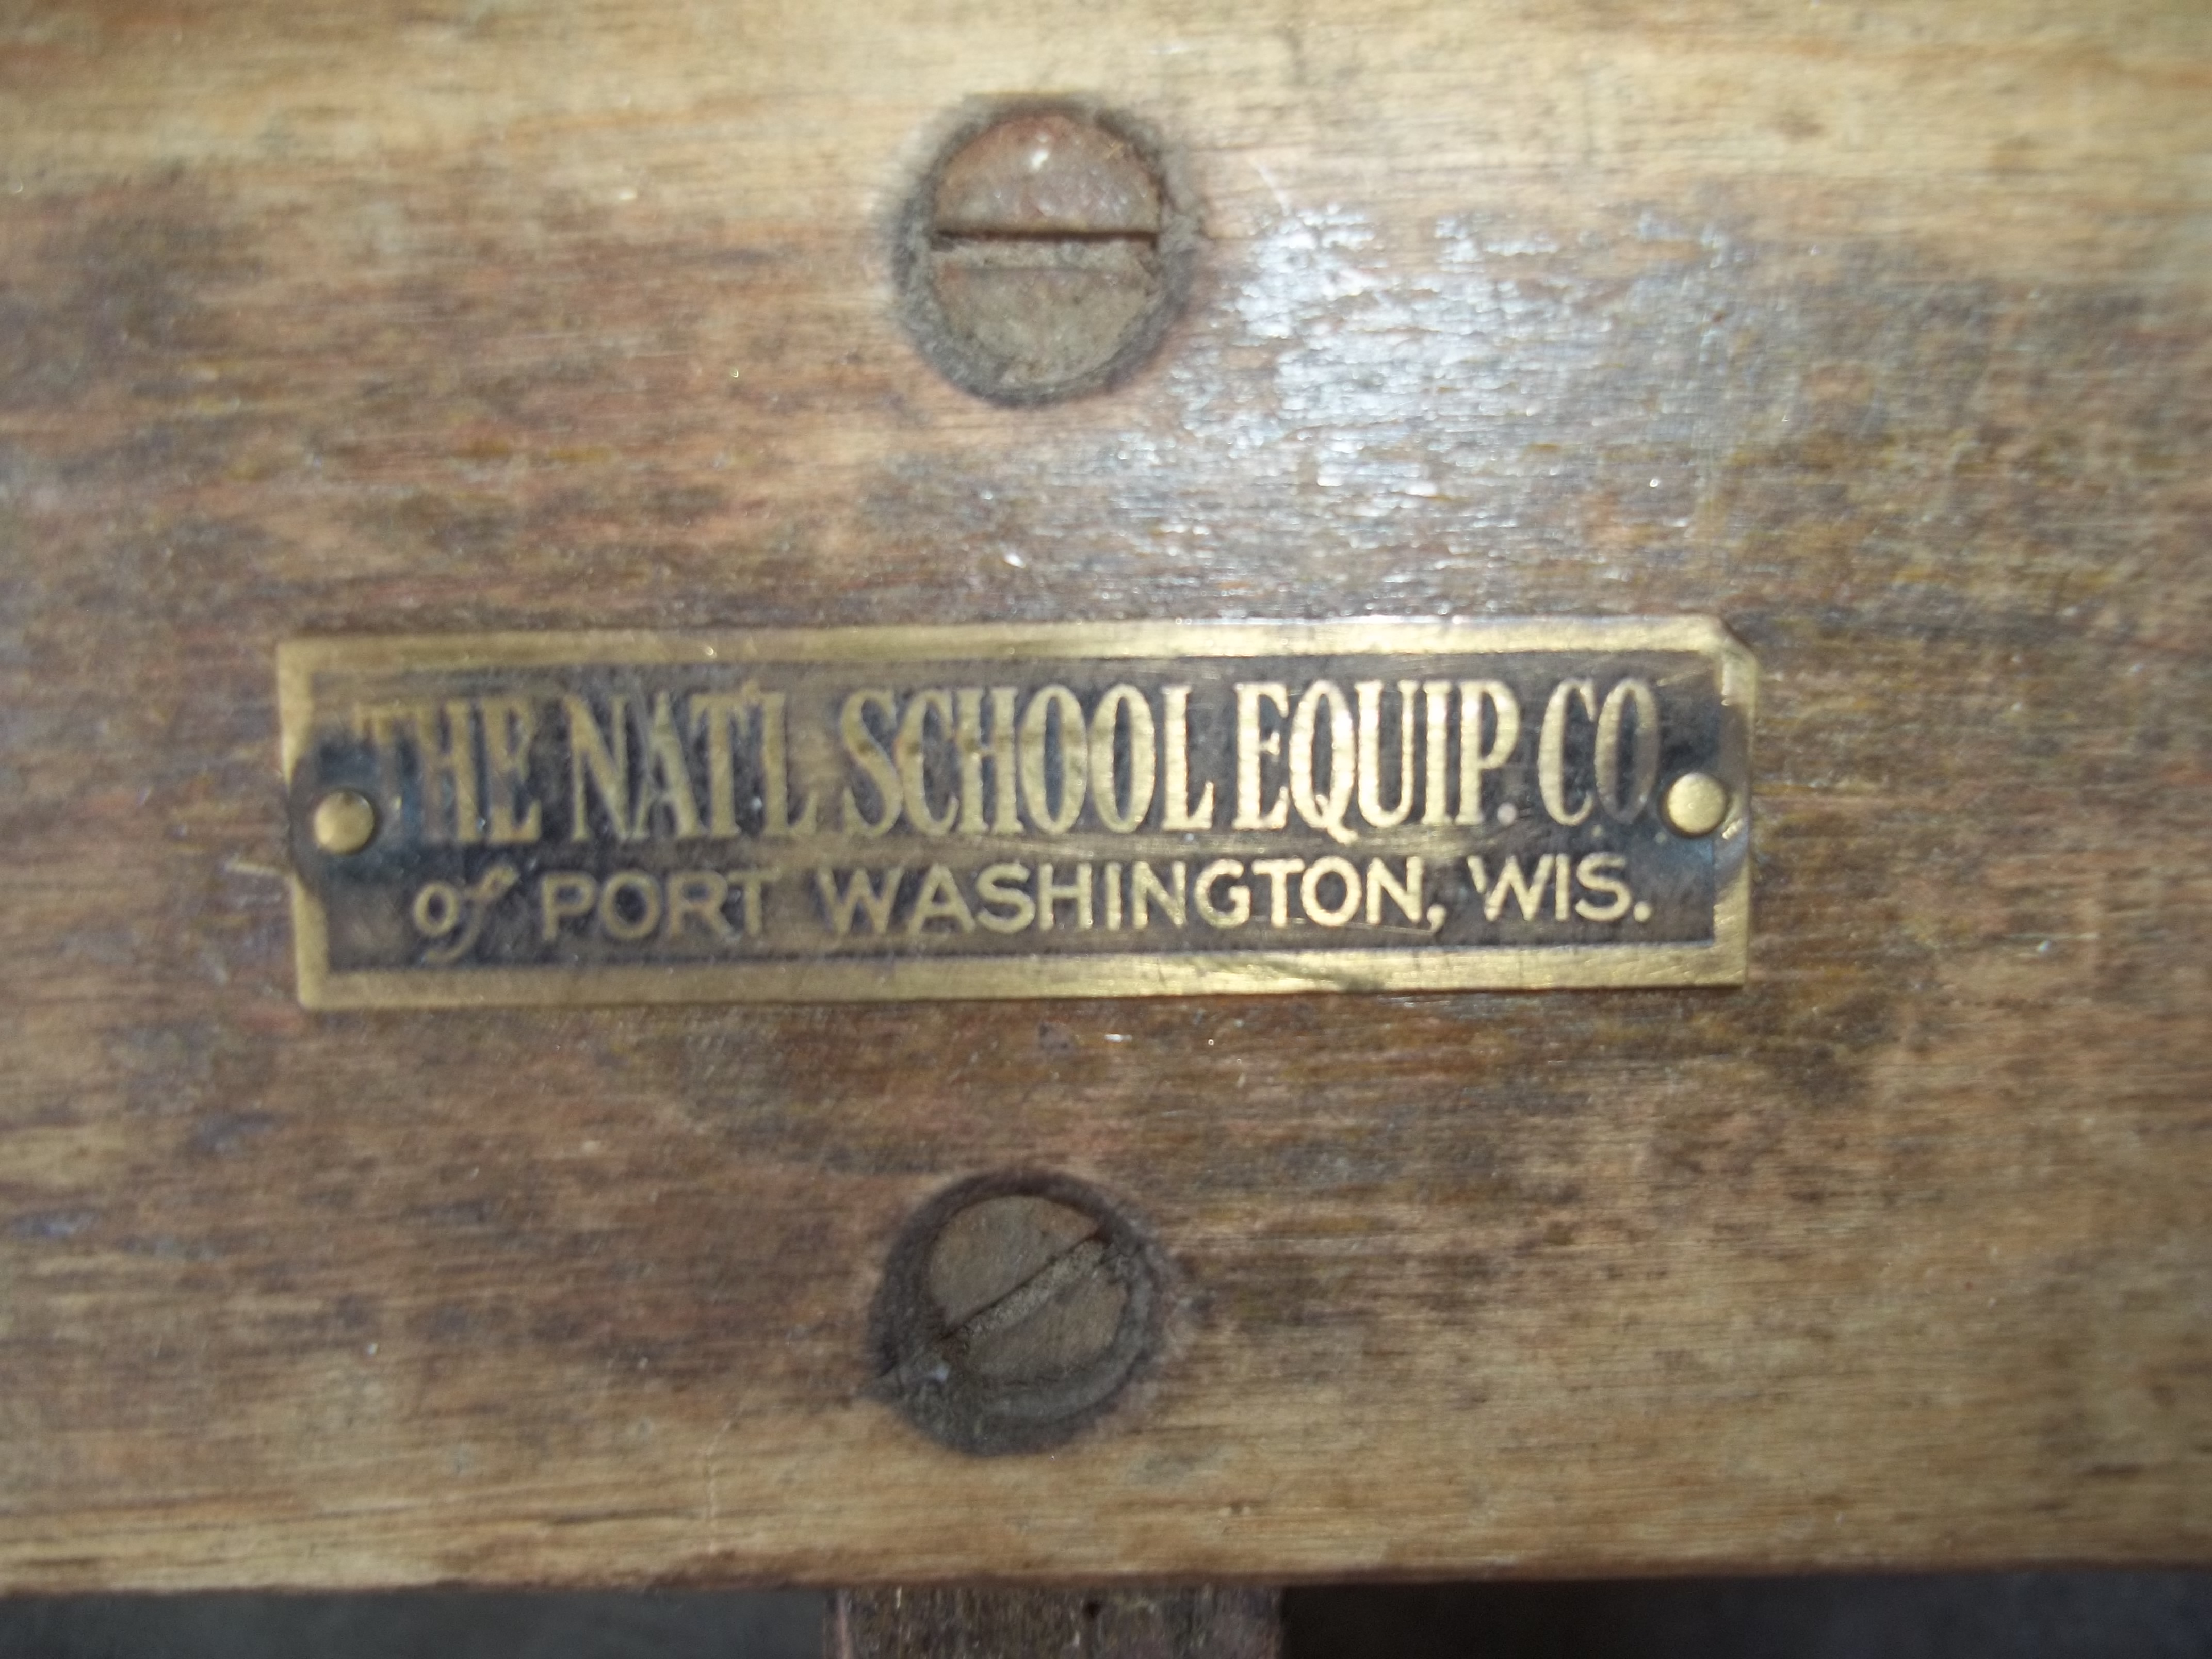 THE NAT'L SCHOOL EQUIP. CO.
of PORT WASHINGTON, WIS.